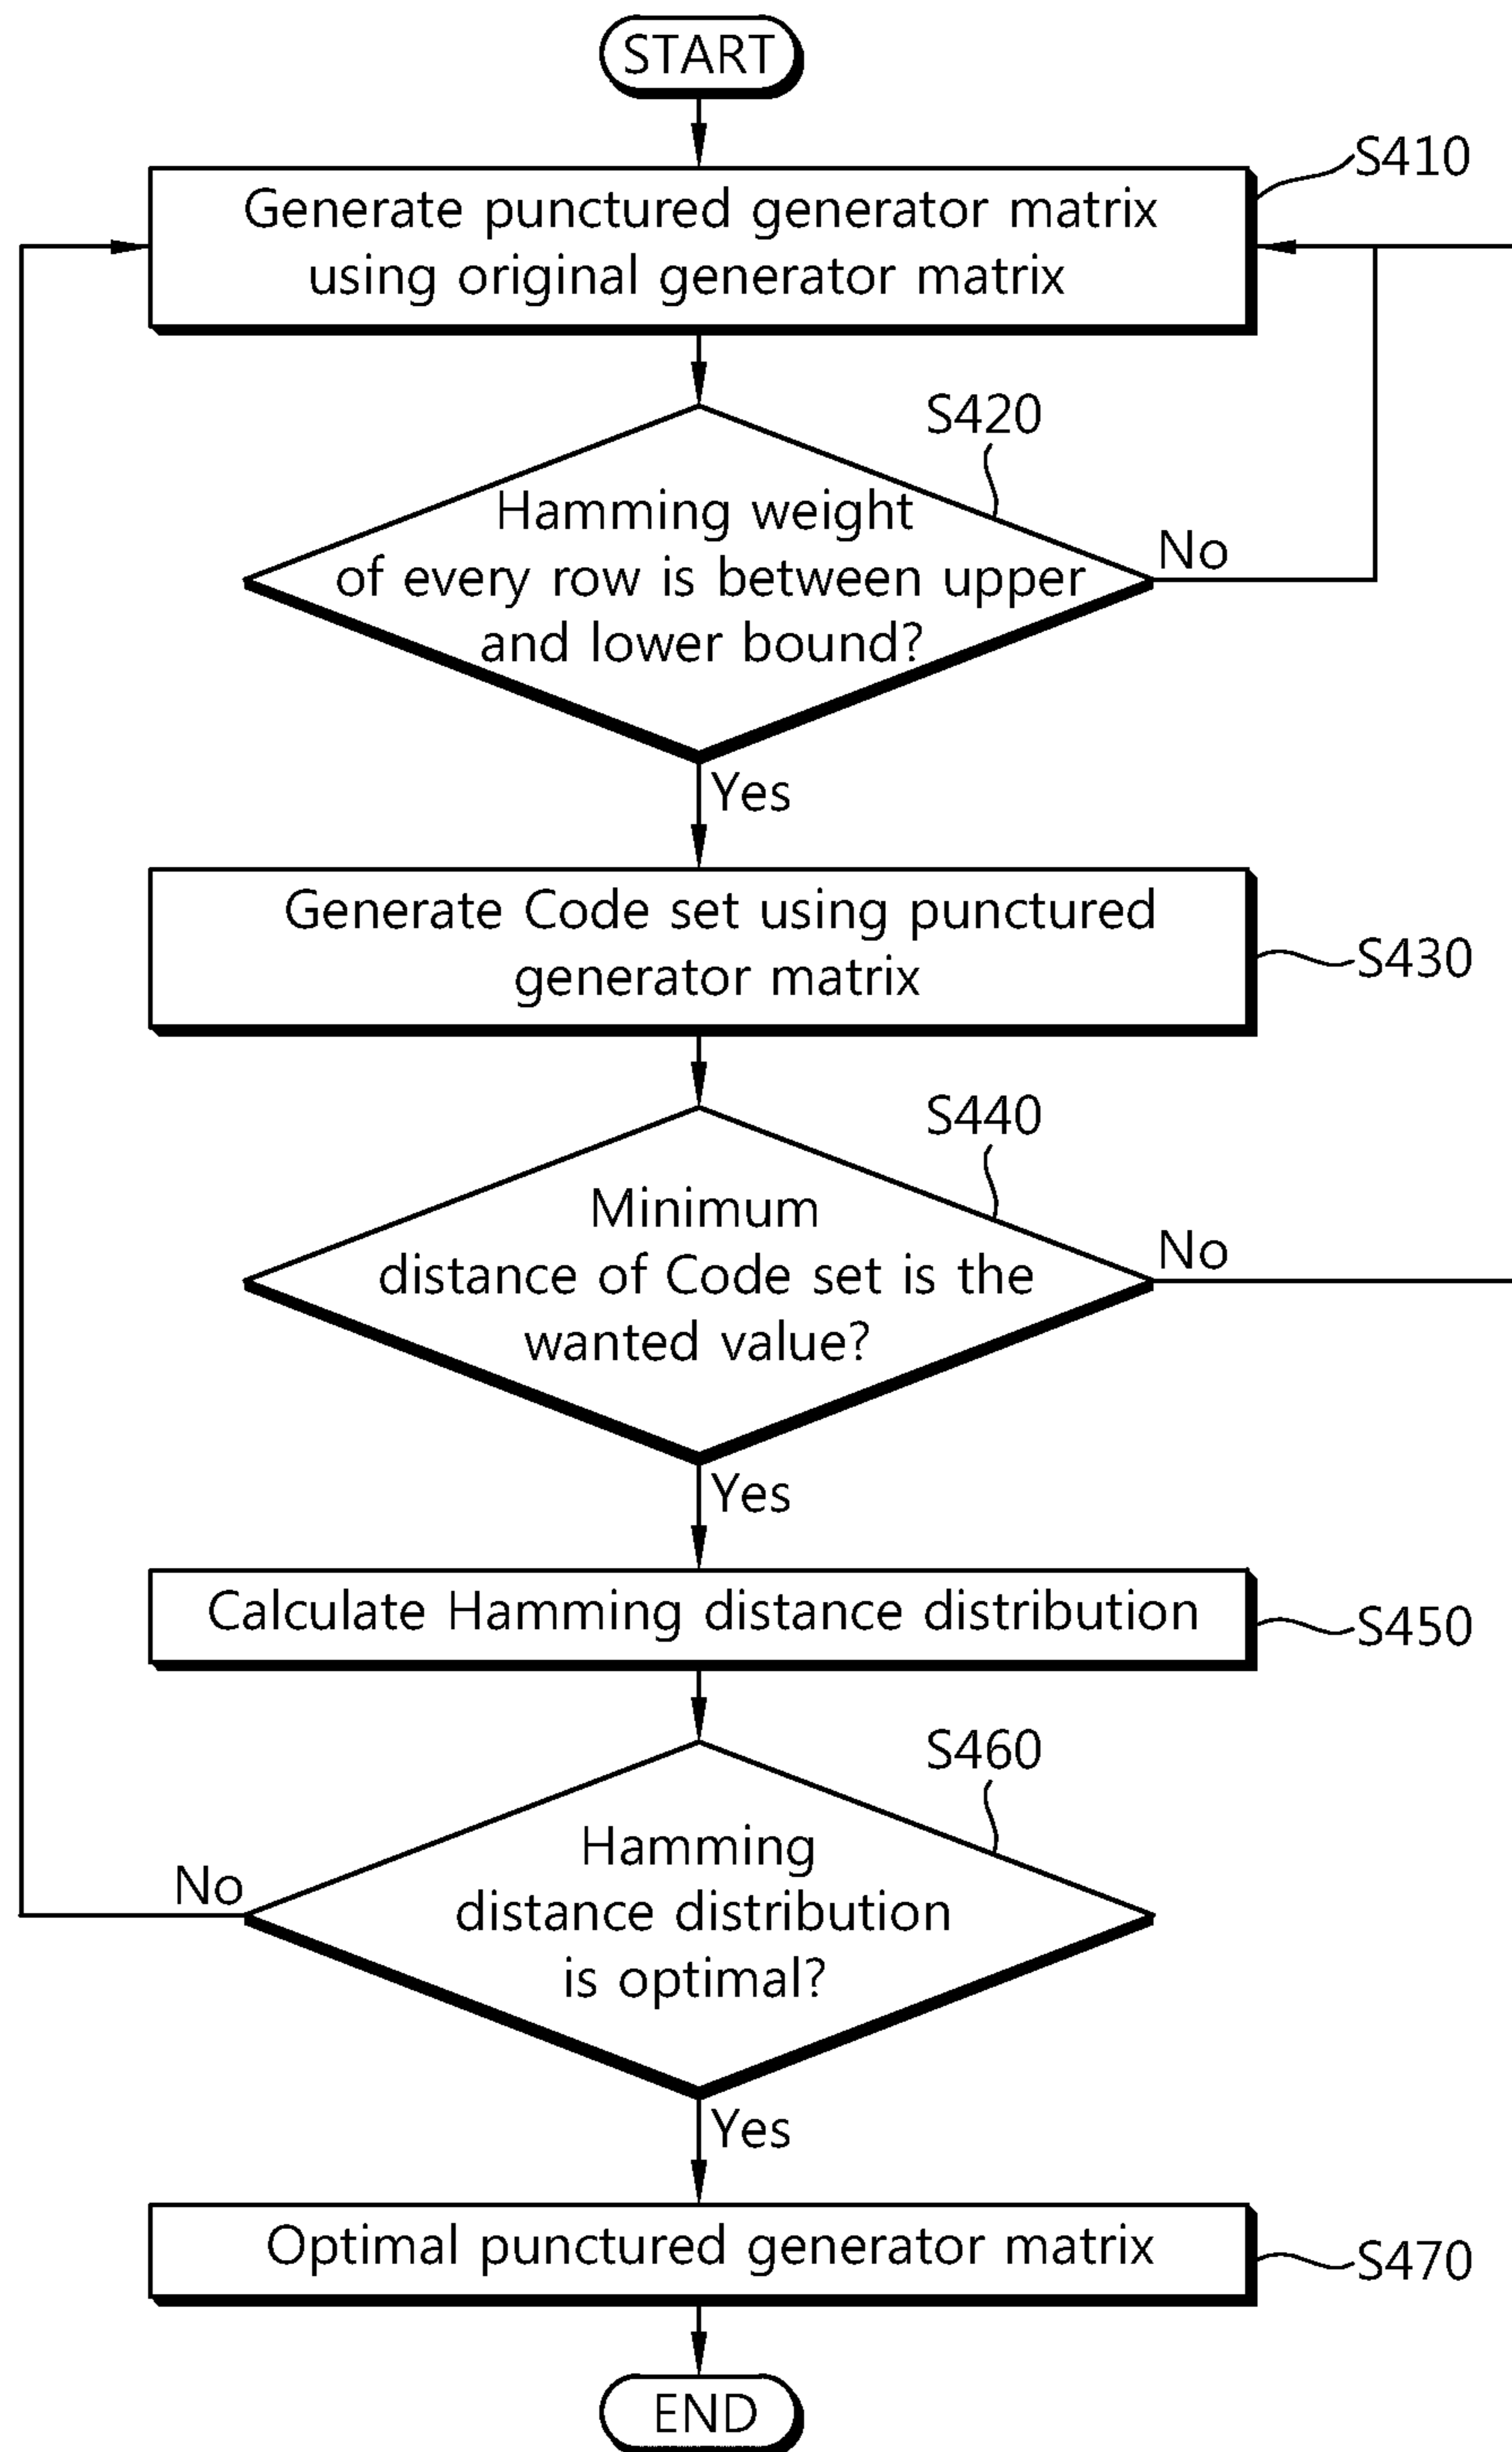 START
S410
Generate punctured generator matrix
using original generator matrix
S420
Hamming weight
of every row is between upper
and lower bound?
No
Yes
Generate Code set using punctured
generator matrix
S430
S440
Minimum
distance of Code set is the
wanted value?
No
Yes
Calculate Hamming distance distribution
S450
S460
Hamming
distance distribution
is optimal?
No
Yes
Optimal punctured generator matrix
S470
END